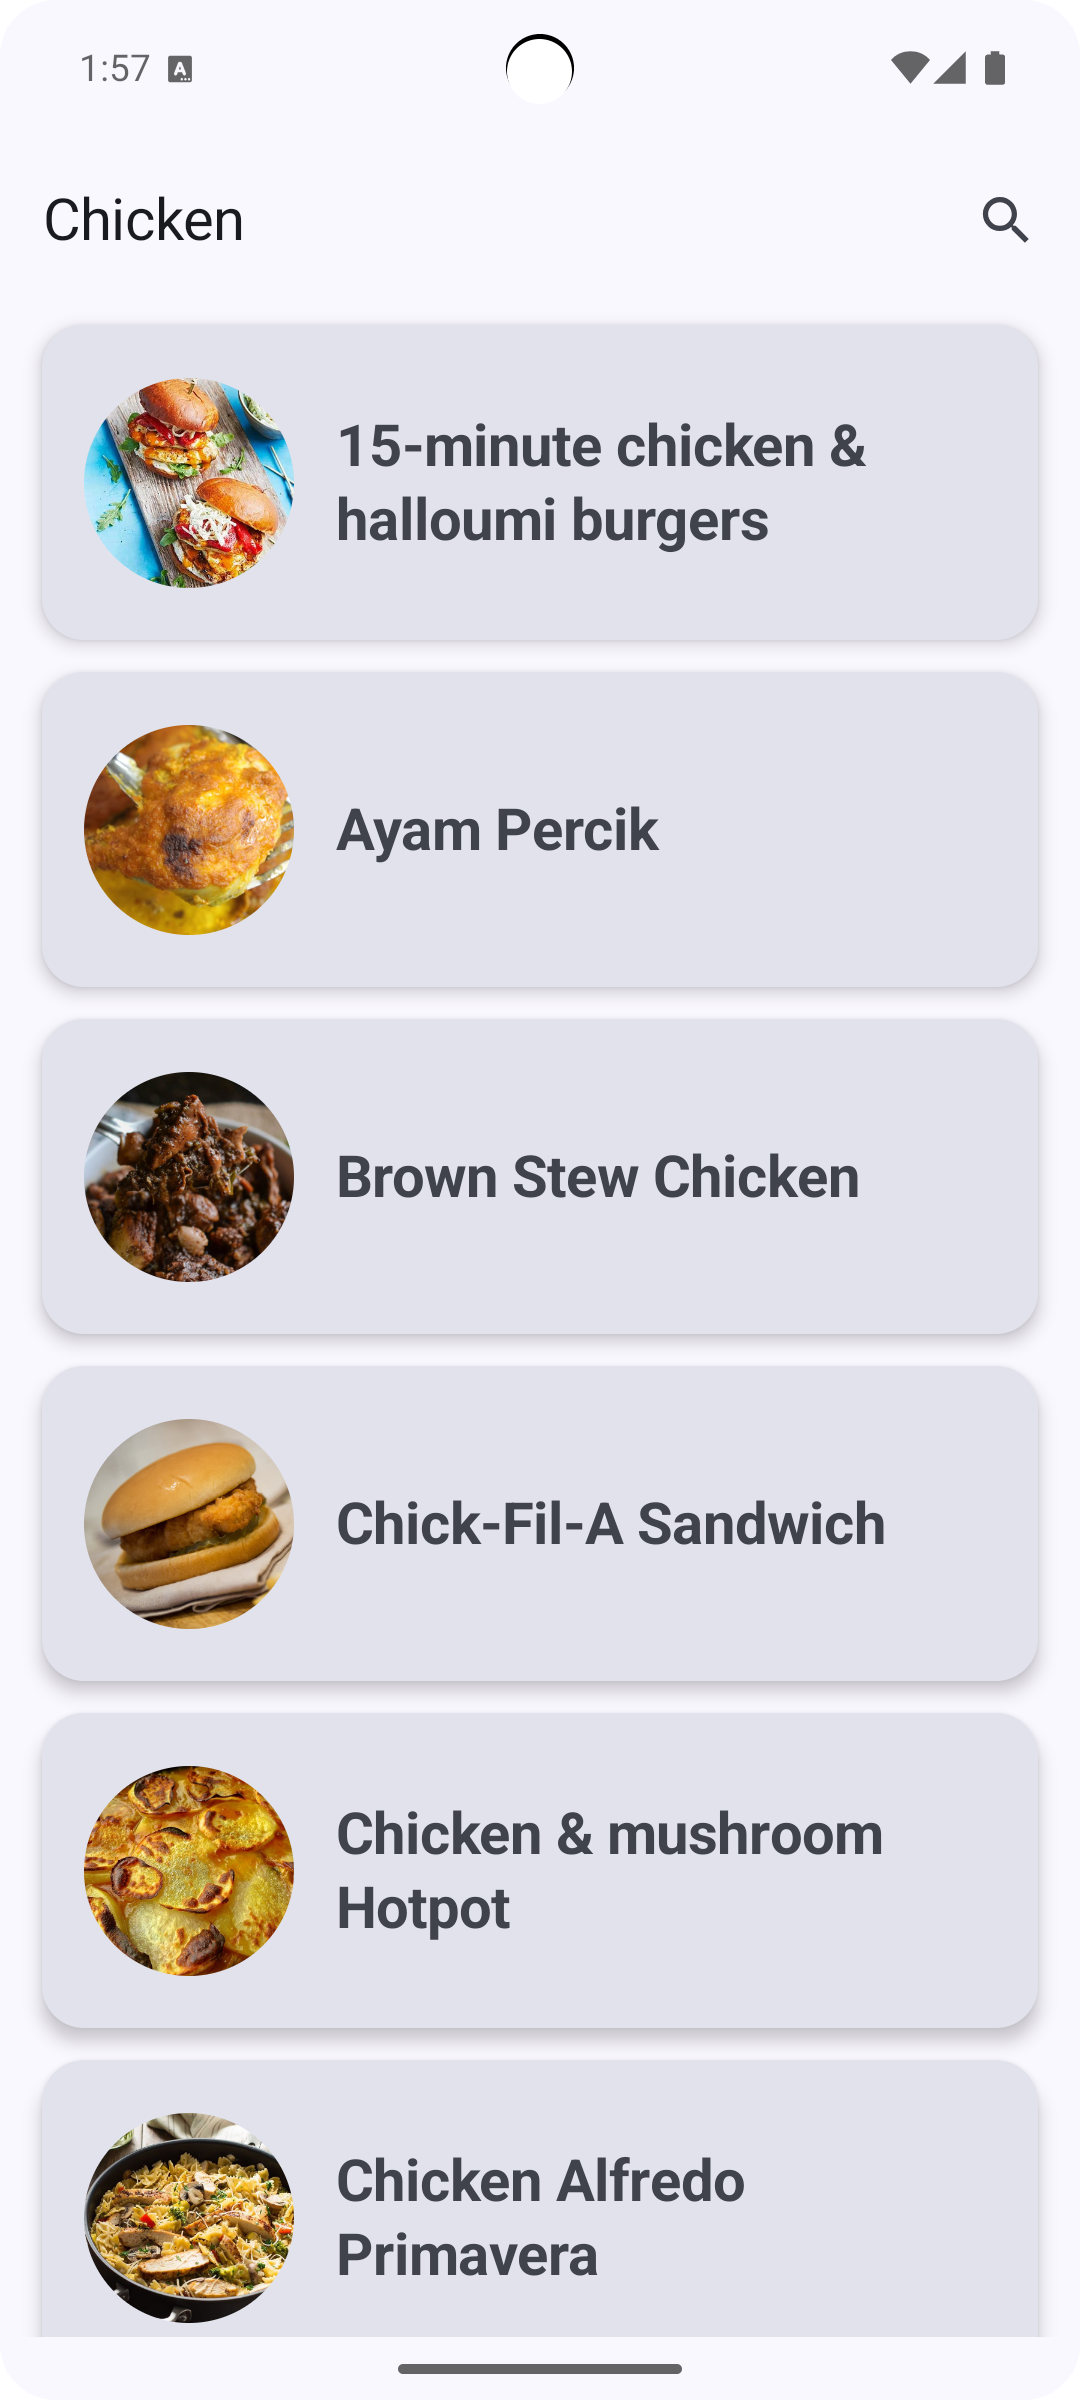 1:57
Chicken
15-minute chicken &
halloumi burgers
Ayam Percik
Brown Stew Chicken
Chick-Fil-A Sandwich
Chicken & mushroom
Hotpot
Chicken Alfredo
Primavera